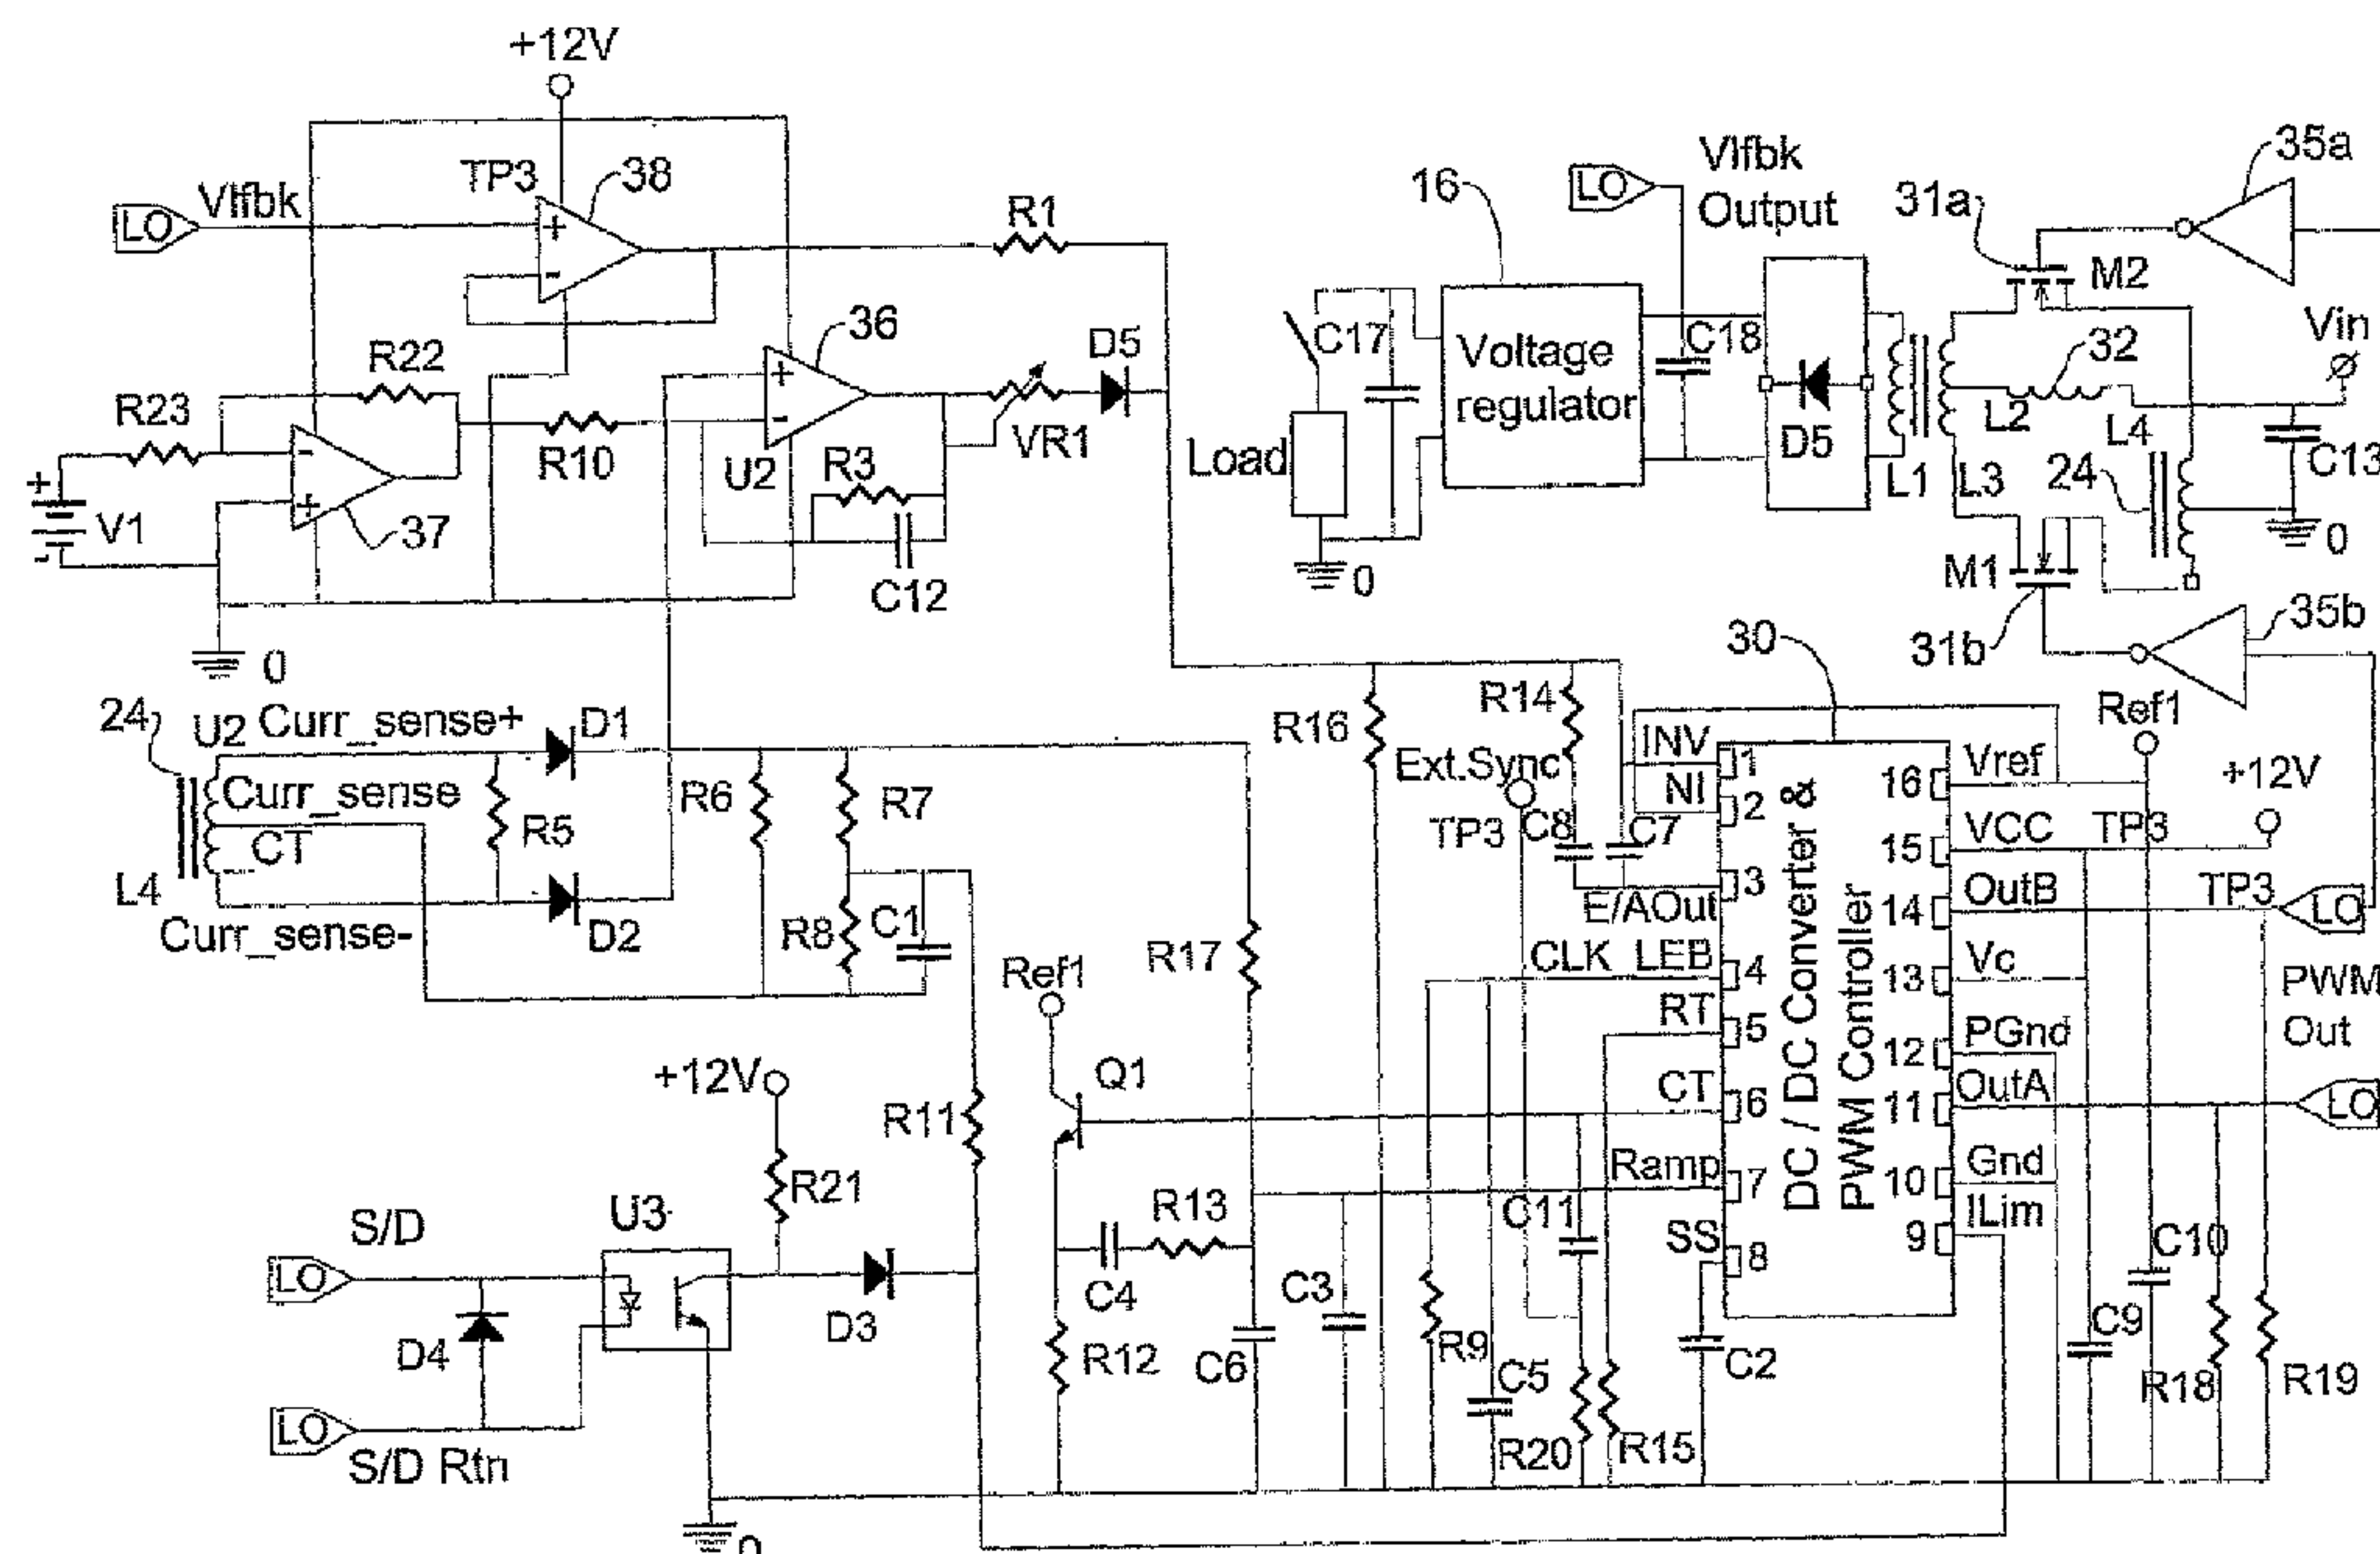 +12V
TP3
38
LO
VIfbk
R1
36
R22
R23
R10
U2
D5
VR1
R3
C12
V1
+
-
37
0
16
Voltage
regulator
LO
VIfbk
Output
C17
Load
0
C18
D5
L1
L3
L2
32
31a
M2
35a
Vin
L4
24
C13
0
M1
31b
35b
24
U2
Curr_sense+
D1
Curr_sense
CT
R5
L4
Curr_sense-
D2
R6
R7
R8
C1
R17
R11
R16
R14
Ext.Sync
TP3
C8
C7
30
DC / DC Converter &
PWM Controller
INV
1
NI
2
3
E/AOut
CLK LEB
4
RT
5
CT
6
Ramp
7
SS
8
Vref
16
VCC
15
OutB
14
Vc
13
PGnd
12
OutA
11
Gnd
10
ILim
9
Ref1
+12V
TP3
TP3
LO
PWM
Out
LO
Ref1
Q1
+12V
R21
S/D
LO
U3
D4
LO
S/D Rtn
D3
0
C4
R13
R12
C6
C3
R9
C5
C11
R20
R15
C2
C10
C9
R18
R19